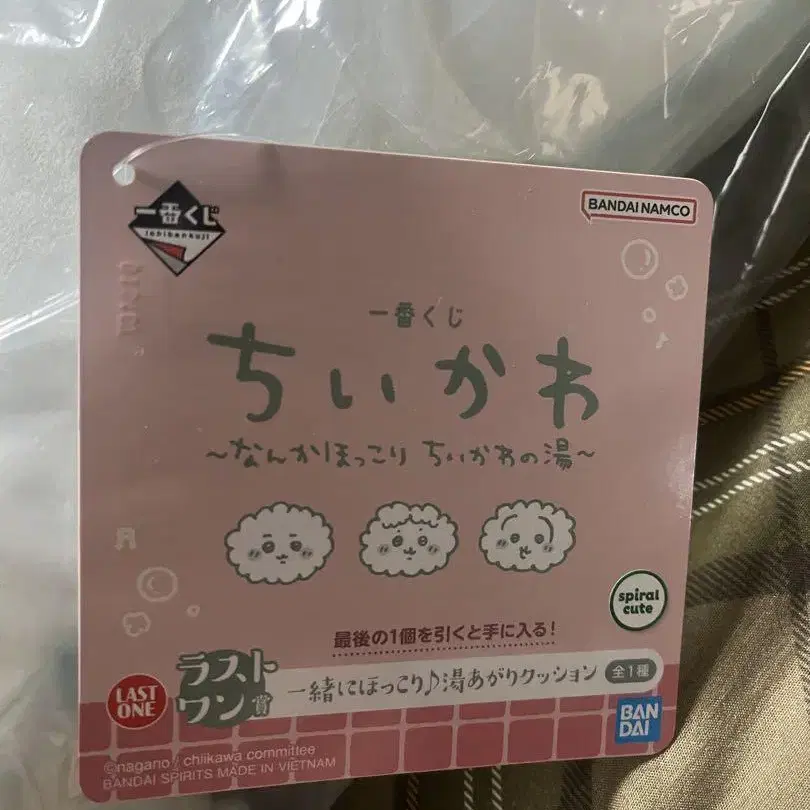 一番くじ
ichibankuji
BANDAI NAMCO
一番くじ
ちいかわ
~なんかほっこり ちいかわの湯~
spiral
cute
最後の1個を引くと手に入る!
LAST
ONE
ラスト
ワン賞
一緒にほっこり♪湯あがりクッション
全1種
BAN
DAI
©nagano / chiikawa committee
BANDAI SPIRITS MADE IN VIETNAM